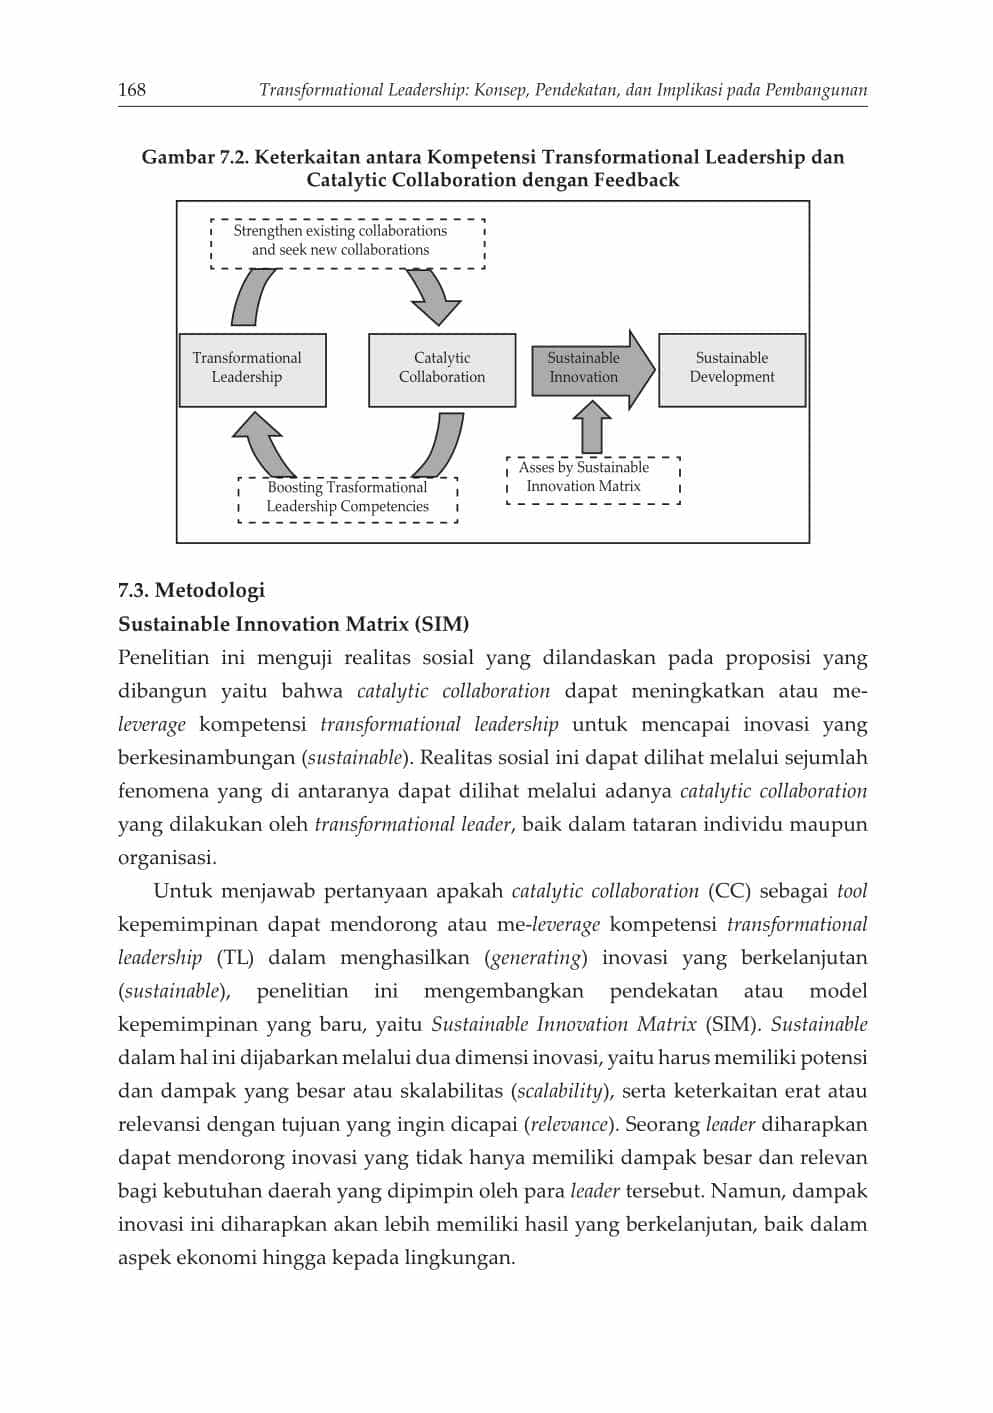 168
Transformational Leadership: Konsep, Pendekatan, dan Implikasi pada Pembangunan
Gambar 7.2. Keterkaitan antara Kompetensi Transformational Leadership dan
Catalytic Collaboration dengan Feedback
Strengthen existing collaborations
and seek new collaborations
Transformational
Leadership
Catalytic
Collaboration
Sustainable
Innovation
Sustainable
Development
Boosting Trasformational
Leadership Competencies
Asses by Sustainable
Innovation Matrix
7.3. Metodologi
Sustainable Innovation Matrix (SIM)
Penelitian ini menguji realitas sosial yang dilandaskan pada proposisi yang
dibangun yaitu bahwa catalytic collaboration dapat meningkatkan atau me-
leverage kompetensi transformational leadership untuk mencapai inovasi yang
berkesinambungan (sustainable). Realitas sosial ini dapat dilihat melalui sejumlah
fenomena yang di antaranya dapat dilihat melalui adanya catalytic collaboration
yang dilakukan oleh transformational leader, baik dalam tataran individu maupun
organisasi.
Untuk menjawab pertanyaan apakah catalytic collaboration (CC) sebagai tool
kepemimpinan dapat mendorong atau me-leverage kompetensi transformational
leadership (TL) dalam menghasilkan (generating) inovasi yang berkelanjutan
(sustainable), penelitian ini mengembangkan pendekatan atau model
kepemimpinan yang baru, yaitu Sustainable Innovation Matrix (SIM). Sustainable
dalam hal ini dijabarkan melalui dua dimensi inovasi, yaitu harus memiliki potensi
dan dampak yang besar atau skalabilitas (scalability), serta keterkaitan erat atau
relevansi dengan tujuan yang ingin dicapai (relevance). Seorang leader diharapkan
dapat mendorong inovasi yang tidak hanya memiliki dampak besar dan relevan
bagi kebutuhan daerah yang dipimpin oleh para leader tersebut. Namun, dampak
inovasi ini diharapkan akan lebih memiliki hasil yang berkelanjutan, baik dalam
aspek ekonomi hingga kepada lingkungan.